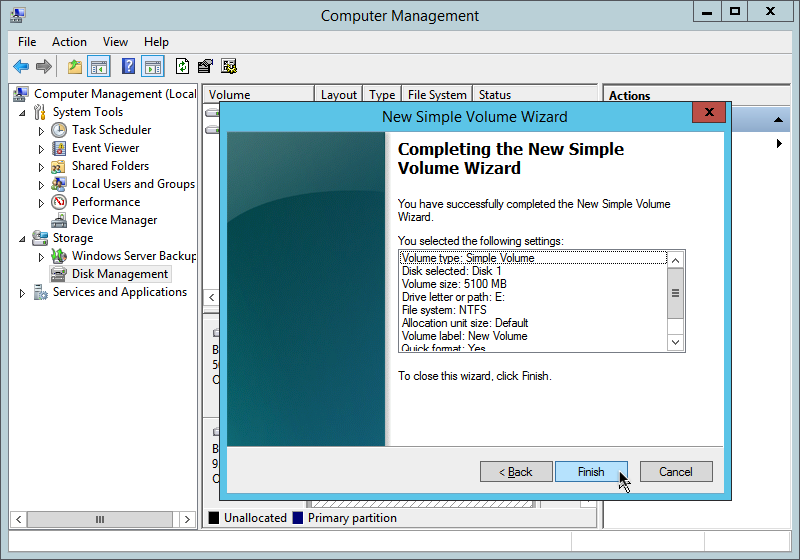 Computer Management
File Action View Help
Computer Management (Local
System Tools
Task Scheduler
Event Viewer
Shared Folders
Local Users and Groups
Performance
Device Manager
Storage
Windows Server Backup
Disk Management
Services and Applications
Volume Layout Type File System Status
Actions
New Simple Volume Wizard
Completing the New Simple
Volume Wizard
You have successfully completed the New Simple Volume
Wizard.
You selected the following settings:
Volume type: Simple Volume
Disk selected: Disk 1
Volume size: 5100 MB
Drive letter or path: E:
File system: NTFS
Allocation unit size: Default
Volume label: New Volume
Quick format: Yes
To close this wizard, click Finish.
< Back Finish Cancel
Unallocated Primary partition